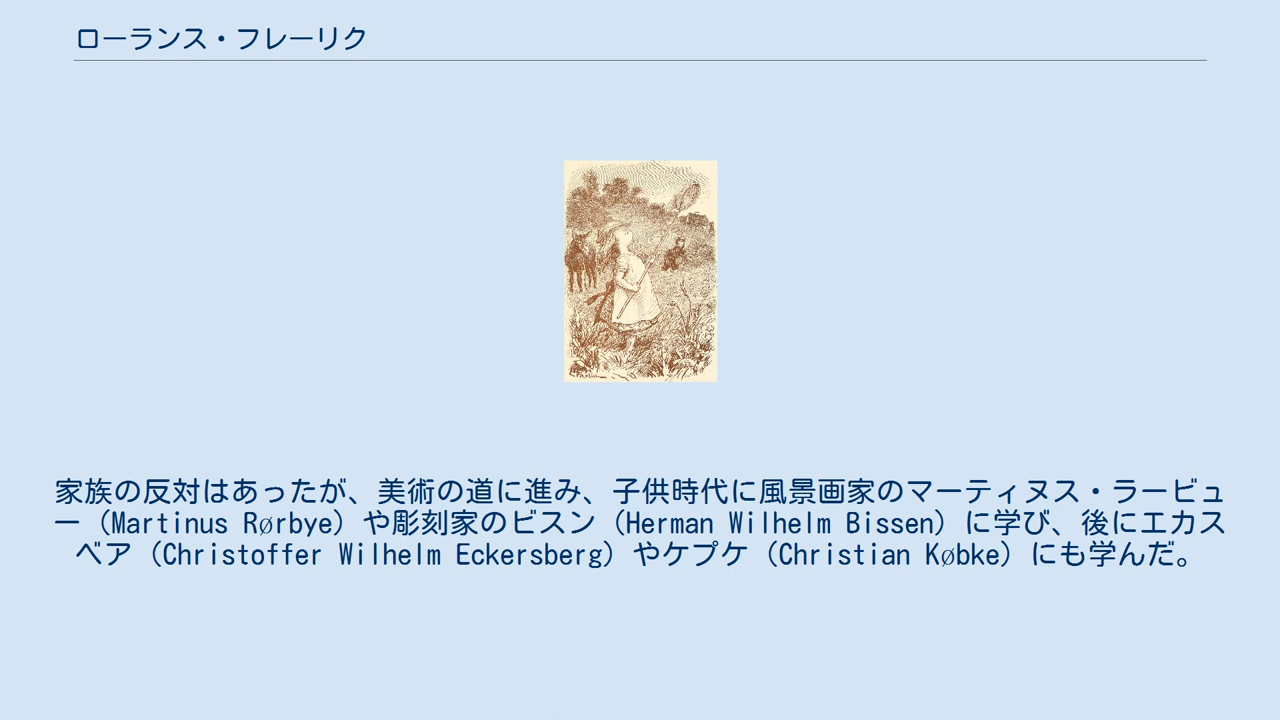 ローランス・フレーリク
家族の反対はあったが、美術の道に進み、子供時代に風景画家のマーティヌス・ラービュ
ー（Martinus Rørbye）や彫刻家のビスン（Herman Wilhelm Bissen）に学び、後にエカス
ベア（Christoffer Wilhelm Eckersberg）やケプケ（Christian Købke）にも学んだ。